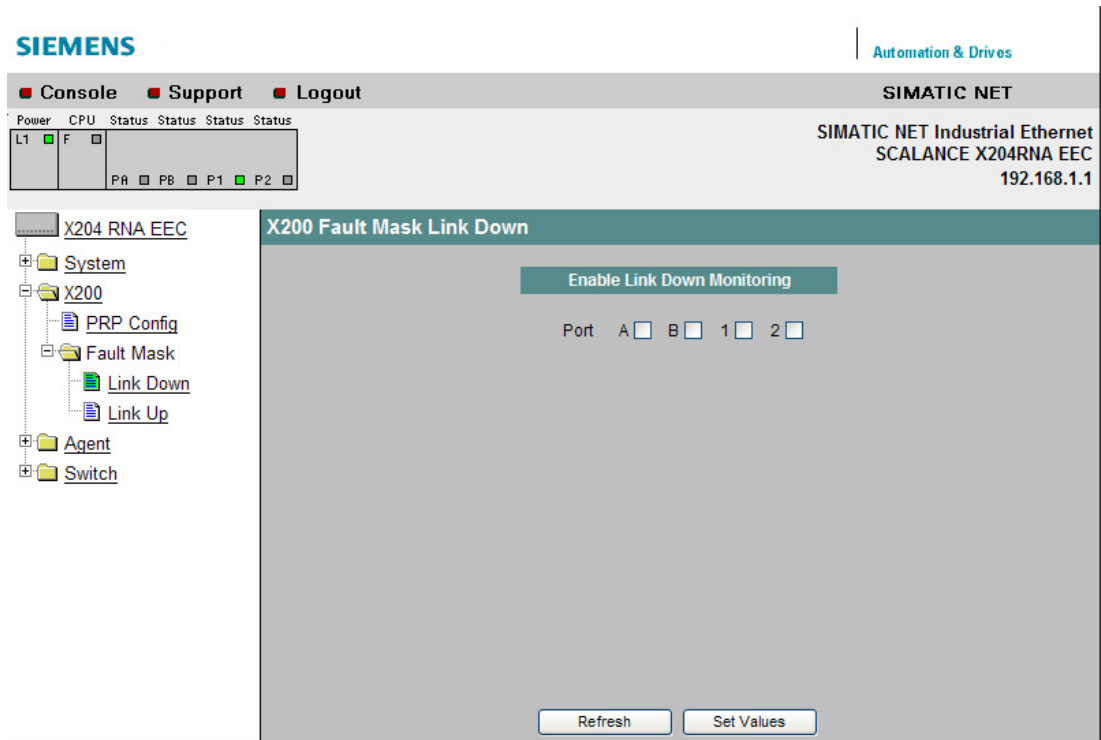 SIEMENS
Automation & Drives
Console Support Logout SIMATIC NET
Power CPU Status Status Status Status
L1 F
PA PB P1 P2
SIMATIC NET Industrial Ethernet
SCALANCE X204RNA EEC
192.168.1.1
X204 RNA EEC
System
X200
PRP Config
Fault Mask
Link Down
Link Up
Agent
Switch
X200 Fault Mask Link Down
Enable Link Down Monitoring
Port A B 1 2
Refresh Set Values